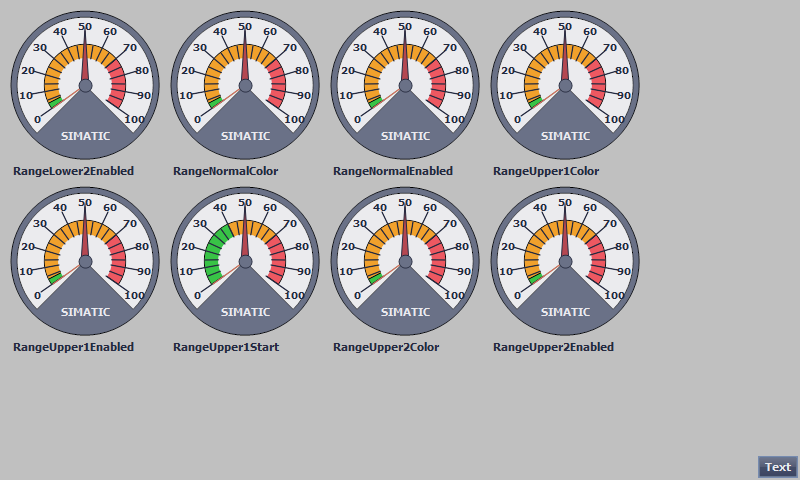 50 50 50 50
40 60 40 60 40 60 40 60
30 70 30 70 30 70 30 70
20 80 20 80 20 80 20 80
10 90 10 90 10 90 10 90
0 100 0 100 0 100 0 100
SIMATIC SIMATIC SIMATIC SIMATIC
RangeLower2Enabled RangeNormalColor RangeNormalEnabled RangeUpper1Color
50 50 50 50
40 60 40 60 40 60 40 60
30 70 30 70 30 70 30 70
20 80 20 80 20 80 20 80
10 90 10 90 10 90 10 90
0 100 0 100 0 100 0 100
SIMATIC SIMATIC SIMATIC SIMATIC
RangeUpper1Enabled RangeUpper1Start RangeUpper2Color RangeUpper2Enabled
Text